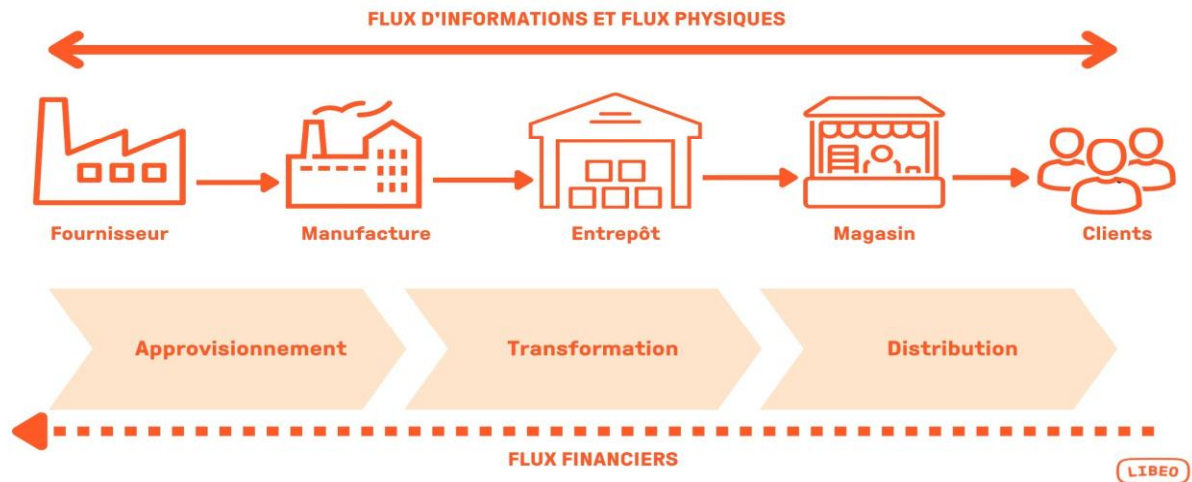 FLUX D'INFORMATIONS ET FLUX PHYSIQUES
Fournisseur
Manufacture
Entrepôt
Magasin
Clients
Approvisionnement
Transformation
Distribution
FLUX FINANCIERS
LIBEO